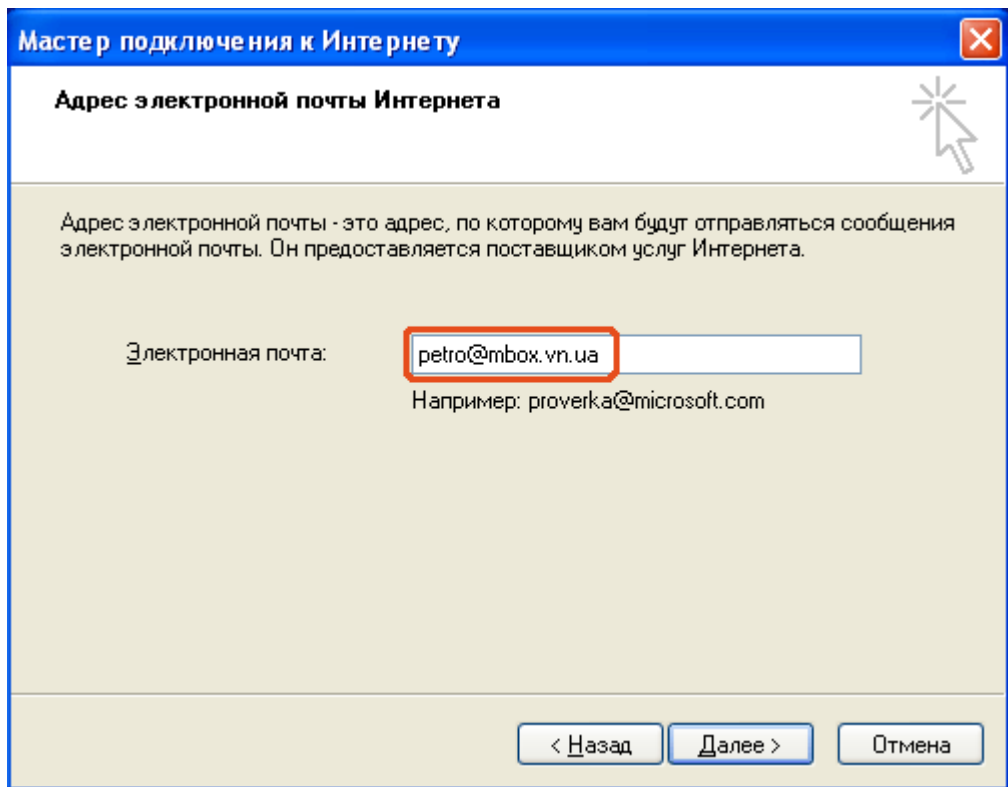 Мастер подключения к Интернету
Адрес электронной почты Интернета
Адрес электронной почты - это адрес, по которому вам будут отправляться сообщения
электронной почты. Он предоставляется поставщиком услуг Интернета.
Электронная почта: petro@mbox.vn.ua
Например: proverka@microsoft.com
< Назад Далее > Отмена